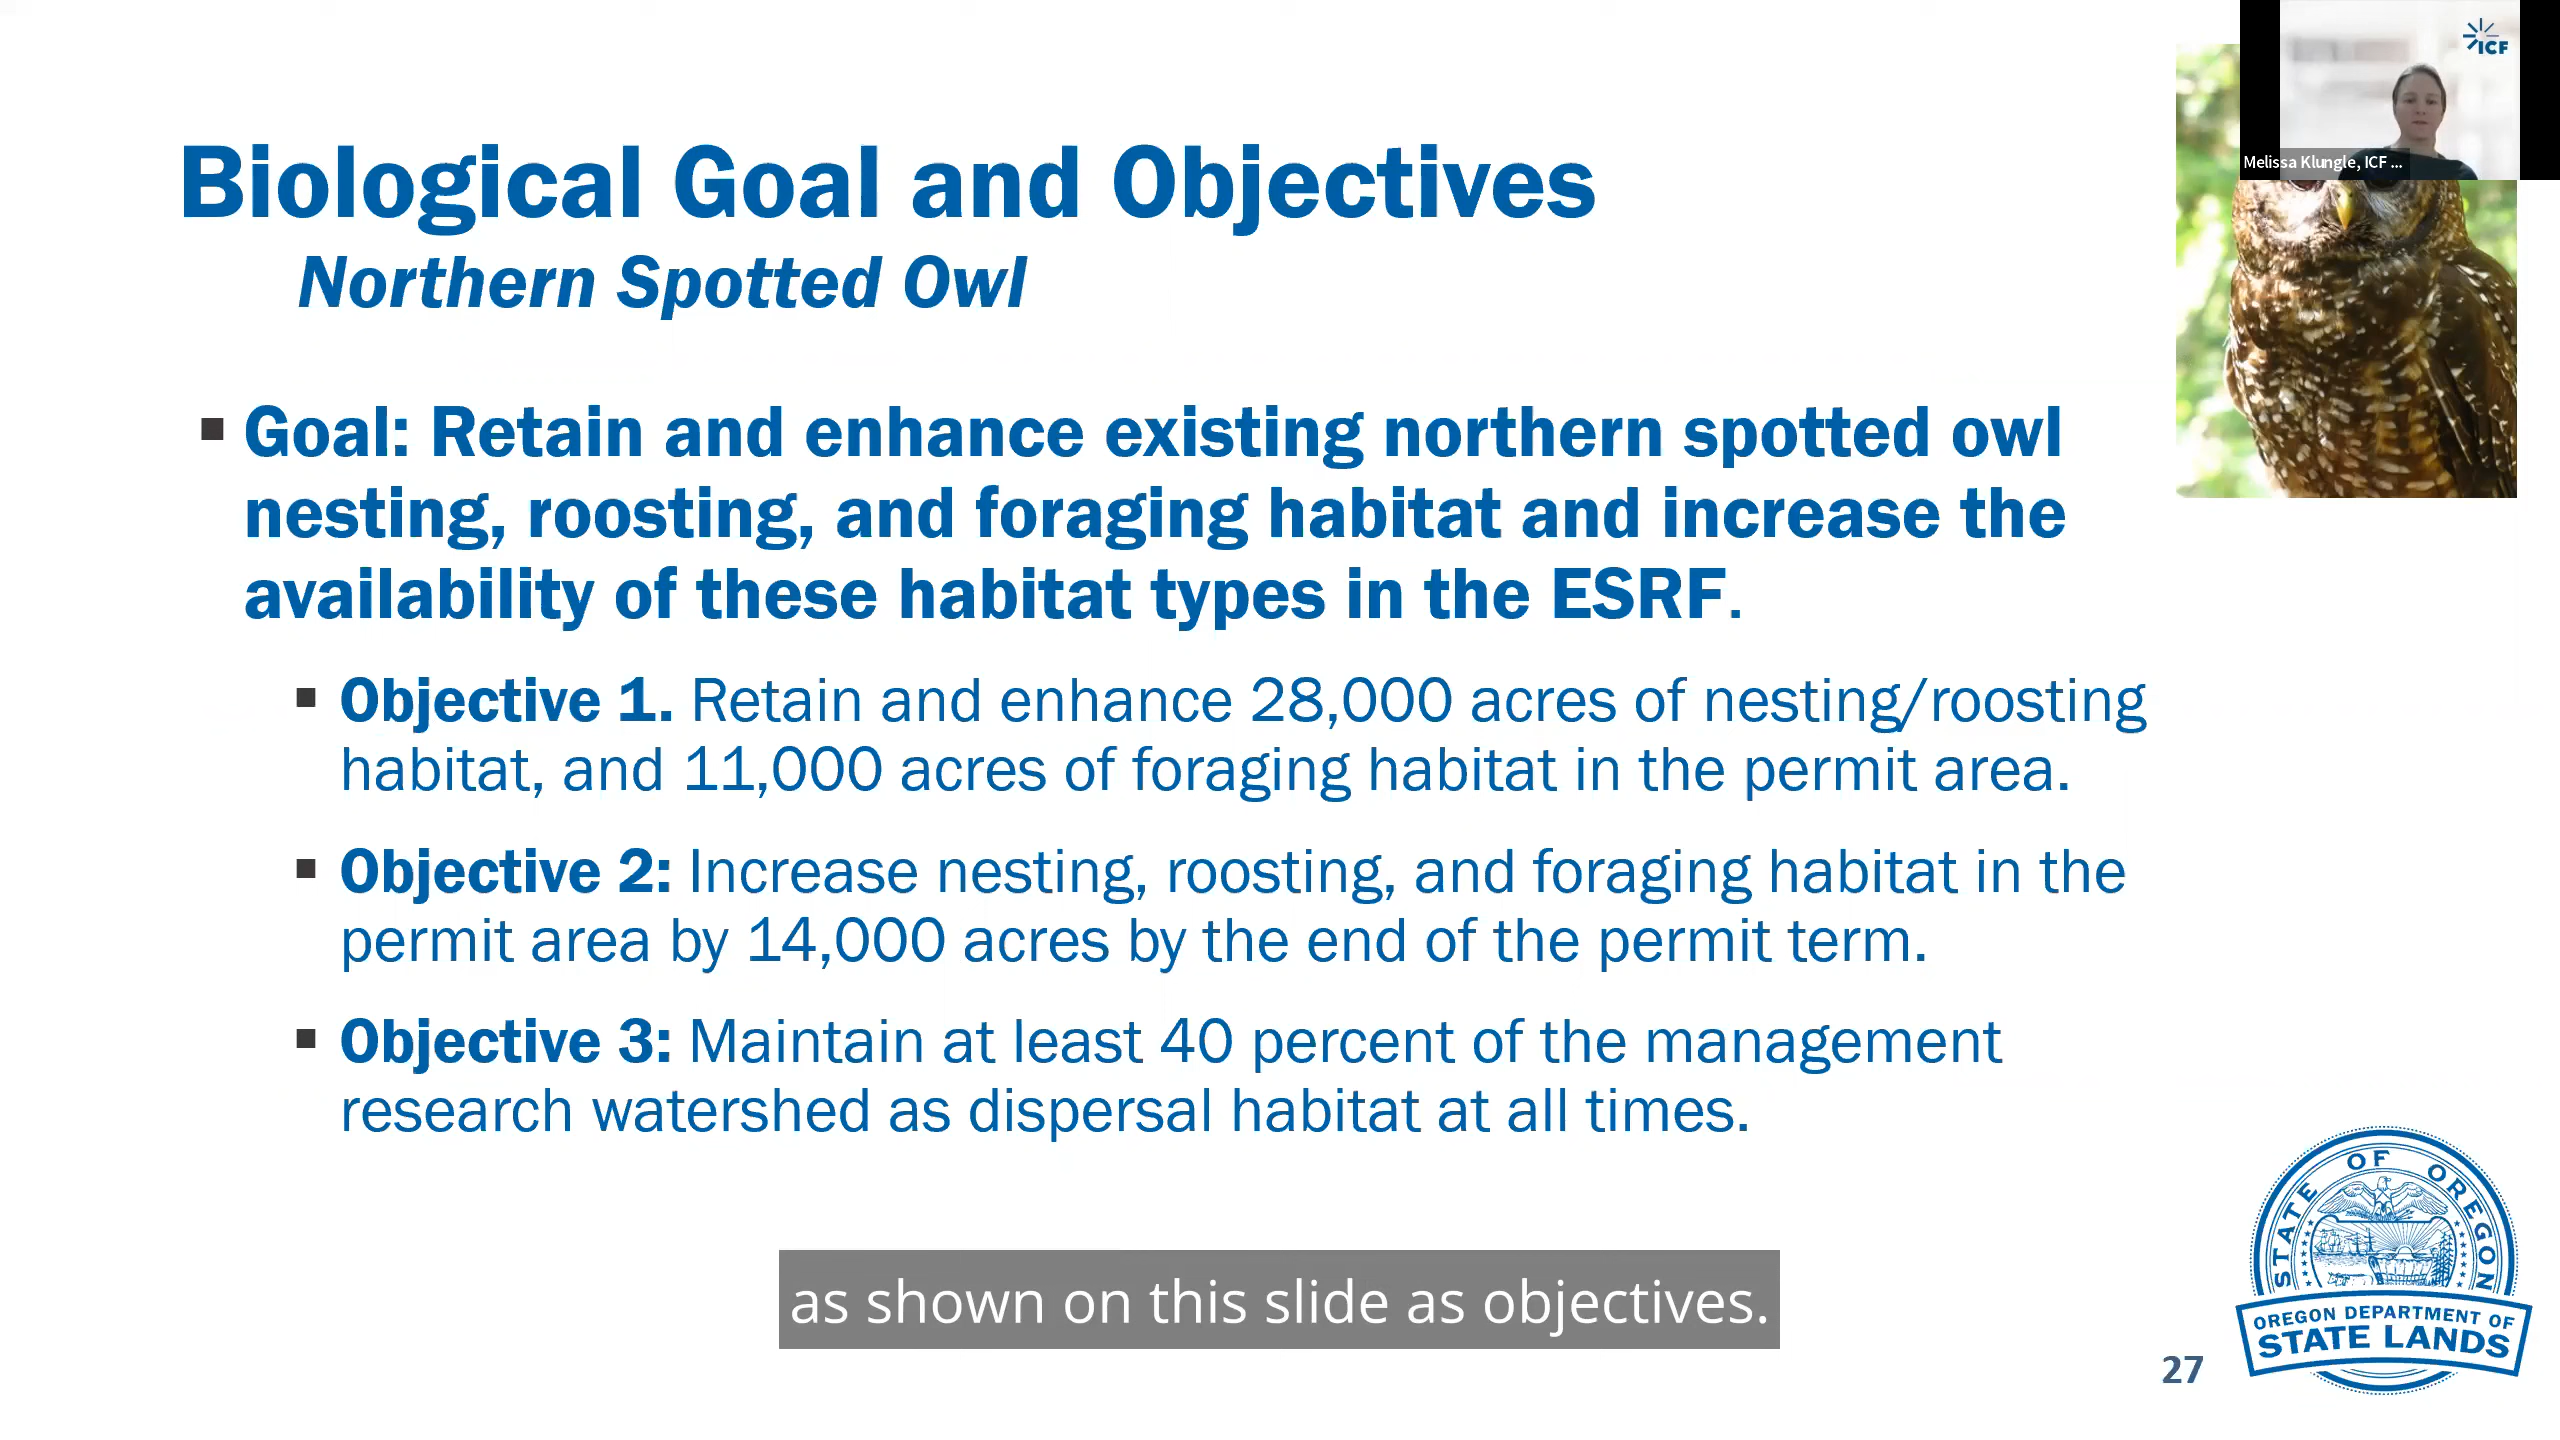 ICF
Melissa Klungle, ICF ...
Biological Goal and Objectives
Northern Spotted Owl
▪ Goal: Retain and enhance existing northern spotted owl
nesting, roosting, and foraging habitat and increase the
availability of these habitat types in the ESRF.
▪ Objective 1. Retain and enhance 28,000 acres of nesting/roosting
habitat, and 11,000 acres of foraging habitat in the permit area.
▪ Objective 2: Increase nesting, roosting, and foraging habitat in the
permit area by 14,000 acres by the end of the permit term.
▪ Objective 3: Maintain at least 40 percent of the management
research watershed as dispersal habitat at all times.
as shown on this slide as objectives.
STATE OF OREGON
OREGON DEPARTMENT OF
STATE LANDS
27